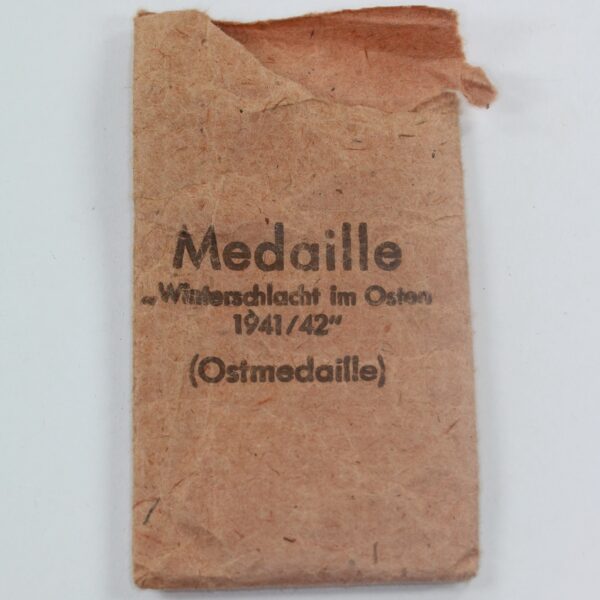 Medaille
„Winterschlacht im Osten
1941/42"
(Ostmedaille)